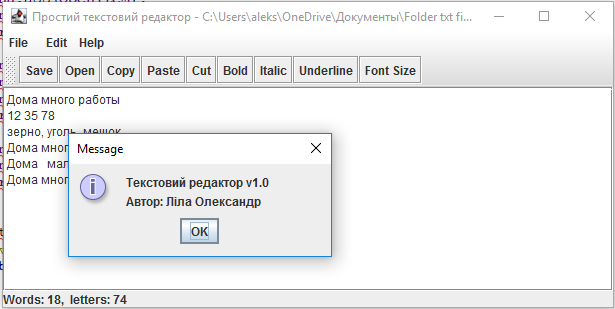 Простий текстовий редактор - C:\Users\aleks\OneDrive\Документы\Folder txt fi...
File Edit Help
Save Open Copy Paste Cut Bold Italic Underline Font Size
Дома много работы
12 35 78
зерно, уголь, мешок
Дома мног
Дома мал
Дома мног
Message
Текстовий редактор v1.0
Автор: Ліла Олександр
OK
Words: 18, letters: 74